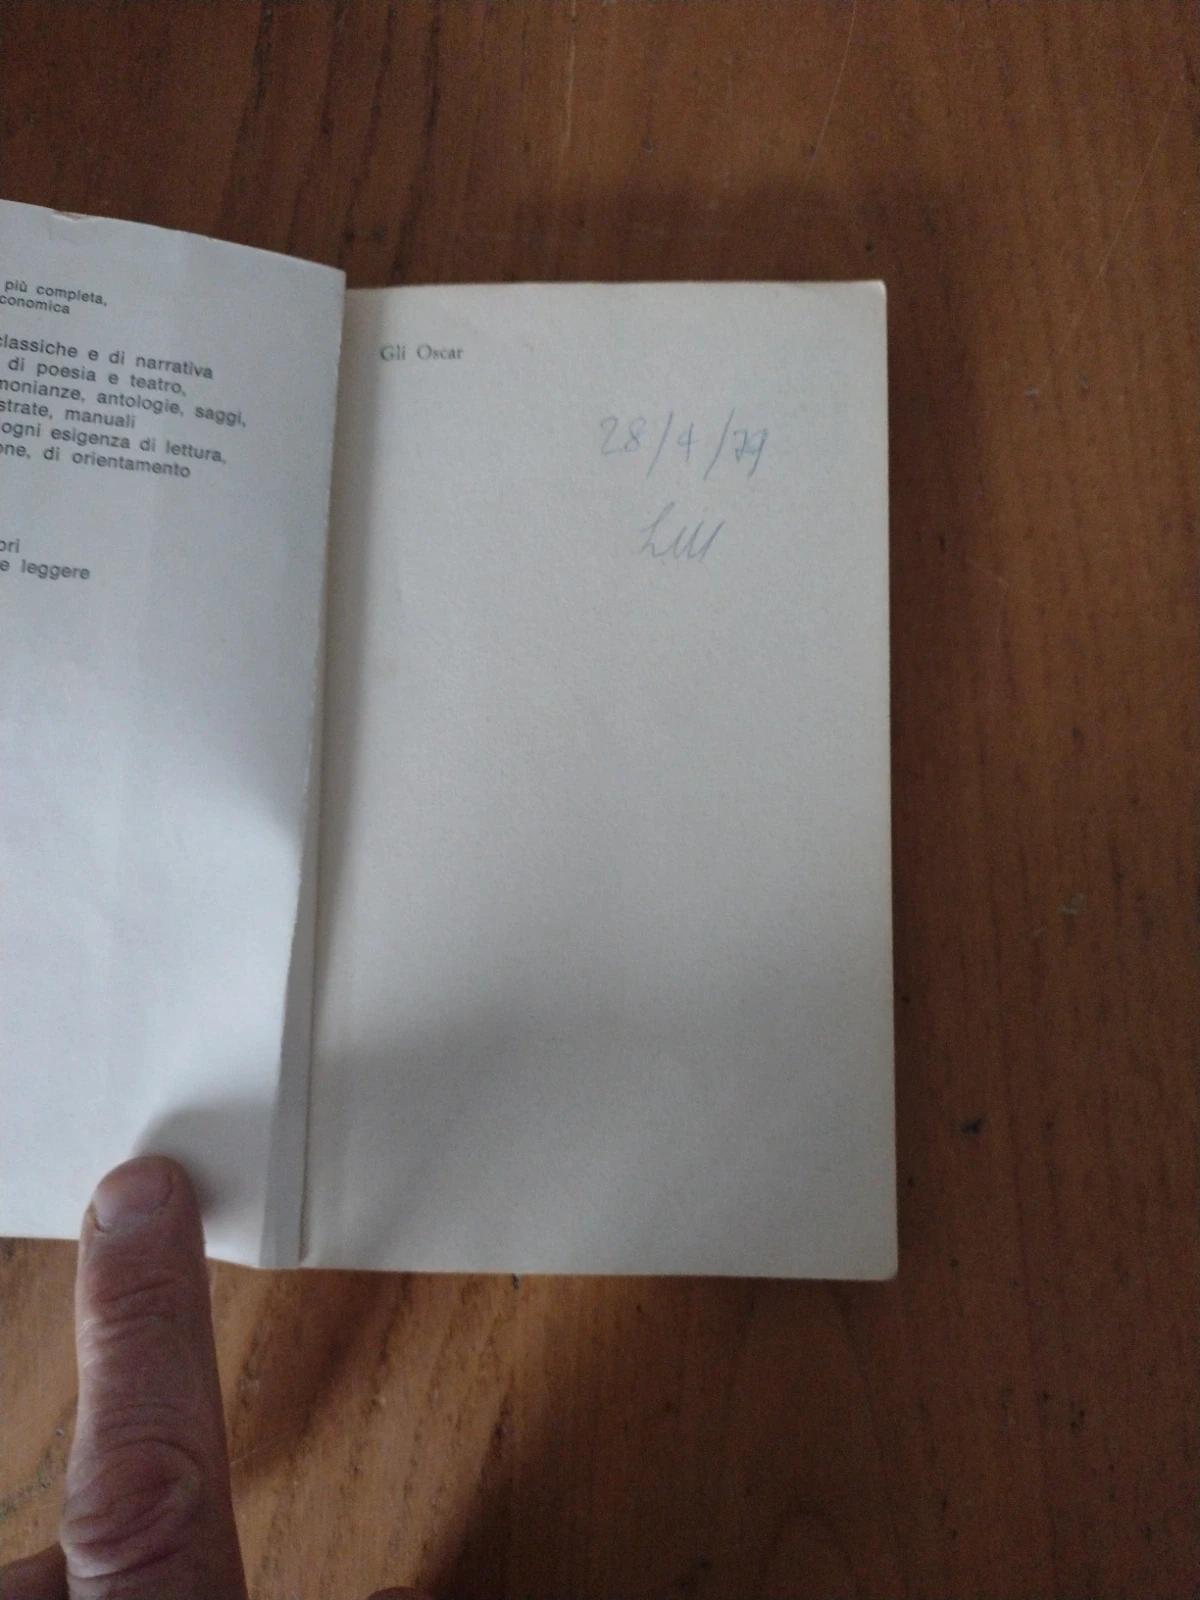 più completa,
conomica
classiche e di narrativa
di poesia e teatro,
monianze, antologie, saggi,
strate, manuali
ogni esigenza di lettura,
one, di orientamento
ori
e leggere
Gli Oscar
28/4/79